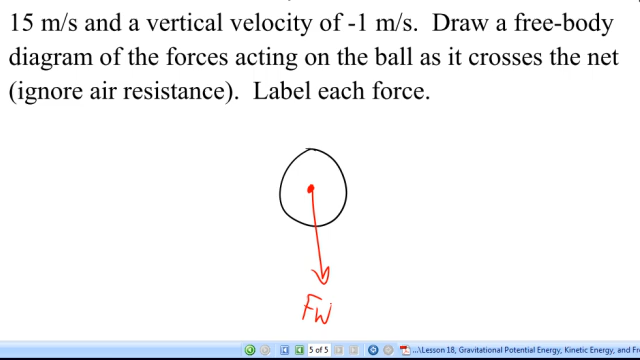 15 m/s and a vertical velocity of -1 m/s.  Draw a free-body
diagram of the forces acting on the ball as it crosses the net
(ignore air resistance).  Label each force.
FW
5 of 5
...\Lesson 18, Gravitational Potential Energy, Kinetic Energy, and Fr